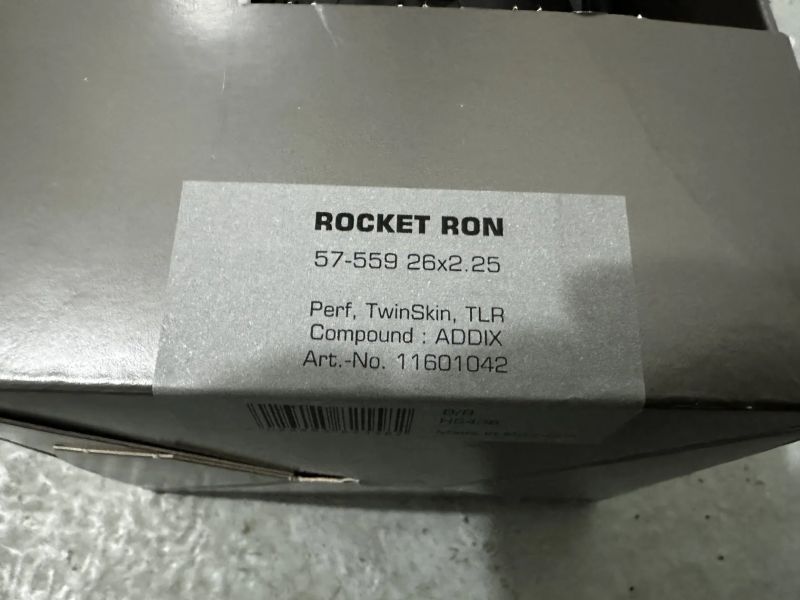 ROCKET RON
57-559 26x2.25
Perf, TwinSkin, TLR
Compound : ADDIX
Art.-No. 11601042
B/B